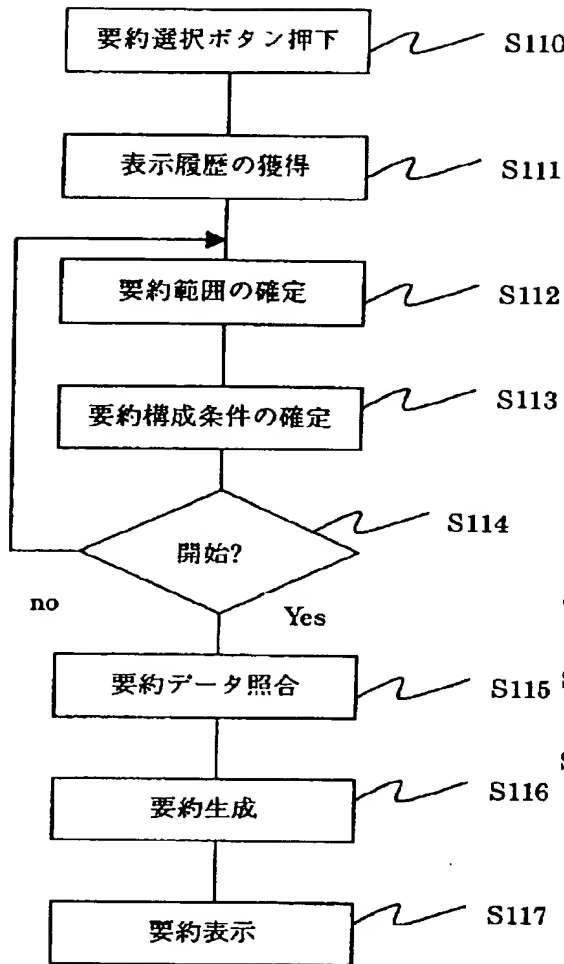 要約選択ボタン押下
S110
表示履歴の獲得
S111
要約範囲の確定
S112
要約構成条件の確定
S113
開始?
S114
no
Yes
要約データ照合
S115
要約生成
S116
要約表示
S117